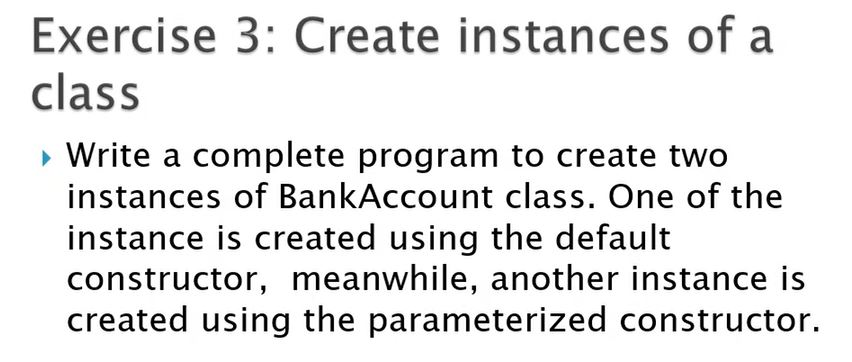 Exercise 3: Create instances of a
class
Write a complete program to create two
instances of BankAccount class. One of the
instance is created using the default
constructor,  meanwhile, another instance is
created using the parameterized constructor.